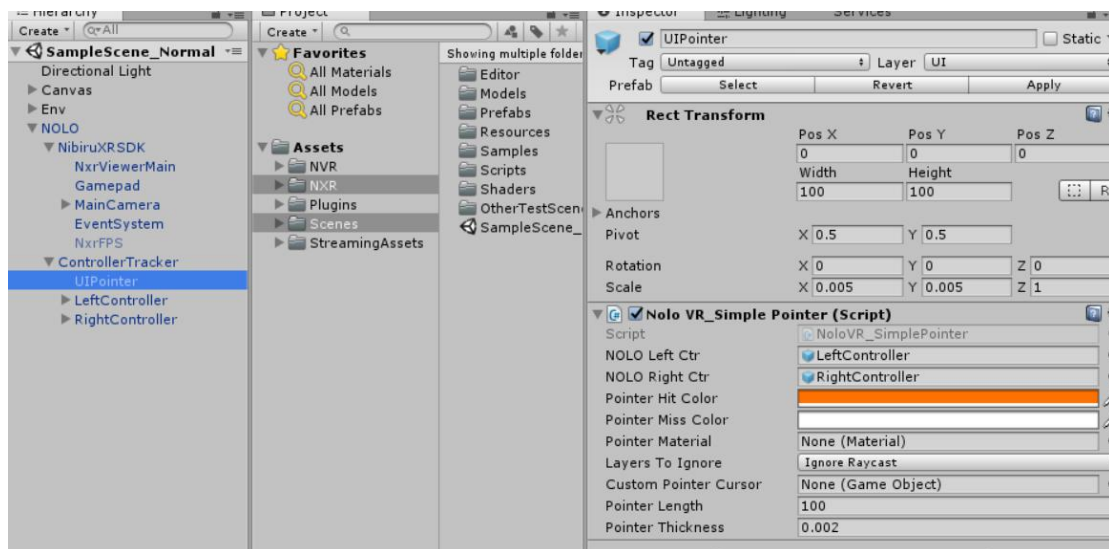 Hierarchy
Create
All
SampleScene_Normal
Directional Light
Canvas
Env
NOLO
NibiruXRSDK
NxrViewerMain
Gamepad
MainCamera
EventSystem
NxrFPS
ControllerTracker
UIPointer
LeftController
RightController
Project
Create
Favorites
All Materials
All Models
All Prefabs
Assets
NVR
NXR
Plugins
Scenes
StreamingAssets
Showing multiple folder
Editor
Models
Prefabs
Resources
Samples
Scripts
Shaders
OtherTestScen
SampleScene_
Inspector Lighting Services
UIPointer Static
Tag Untagged Layer UI
Prefab Select Revert Apply
Rect Transform
Pos X Pos Y Pos Z
0 0 0
Width Height
100 100 R
Anchors
Pivot X 0.5 Y 0.5
Rotation X 0 Y 0 Z 0
Scale X 0.005 Y 0.005 Z 1
Nolo VR_Simple Pointer (Script)
Script NoloVR_SimplePointer
NOLO Left Ctr LeftController
NOLO Right Ctr RightController
Pointer Hit Color
Pointer Miss Color
Pointer Material None (Material)
Layers To Ignore Ignore Raycast
Custom Pointer Cursor None (Game Object)
Pointer Length 100
Pointer Thickness 0.002